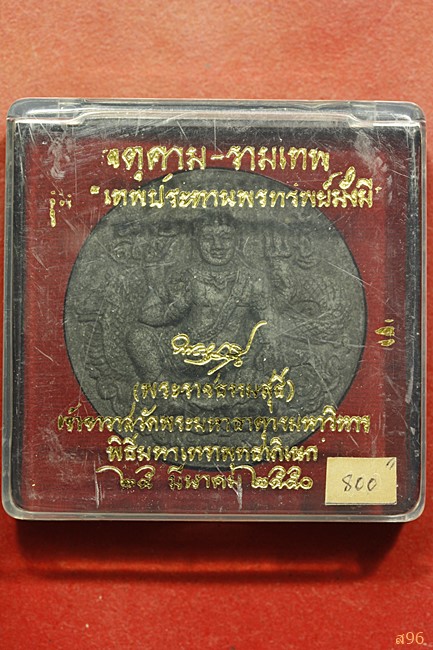 จตุคาม-รามเทพ
รุ่น "เทพประทานพรทรัพย์มั่งมี"
(พระราชธรรมสุธี)
เจ้าอาวาสวัดพระมหาธาตุวรมหาวิหาร
พิธีมหาเทวาภิเษก
๒๕ มีนาคม ๒๕๕๐
800
ส96